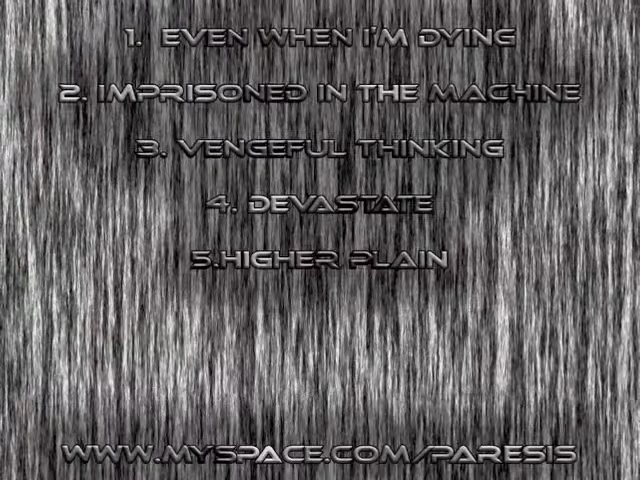 1. EVEN WHEN I'M DYING
2. IMPRISONED IN THE MACHINE
3. VENGEFUL THINKING
4. DEVASTATE
5.HIGHER PLAIN
WWW.MYSPACE.COM/PARESIS